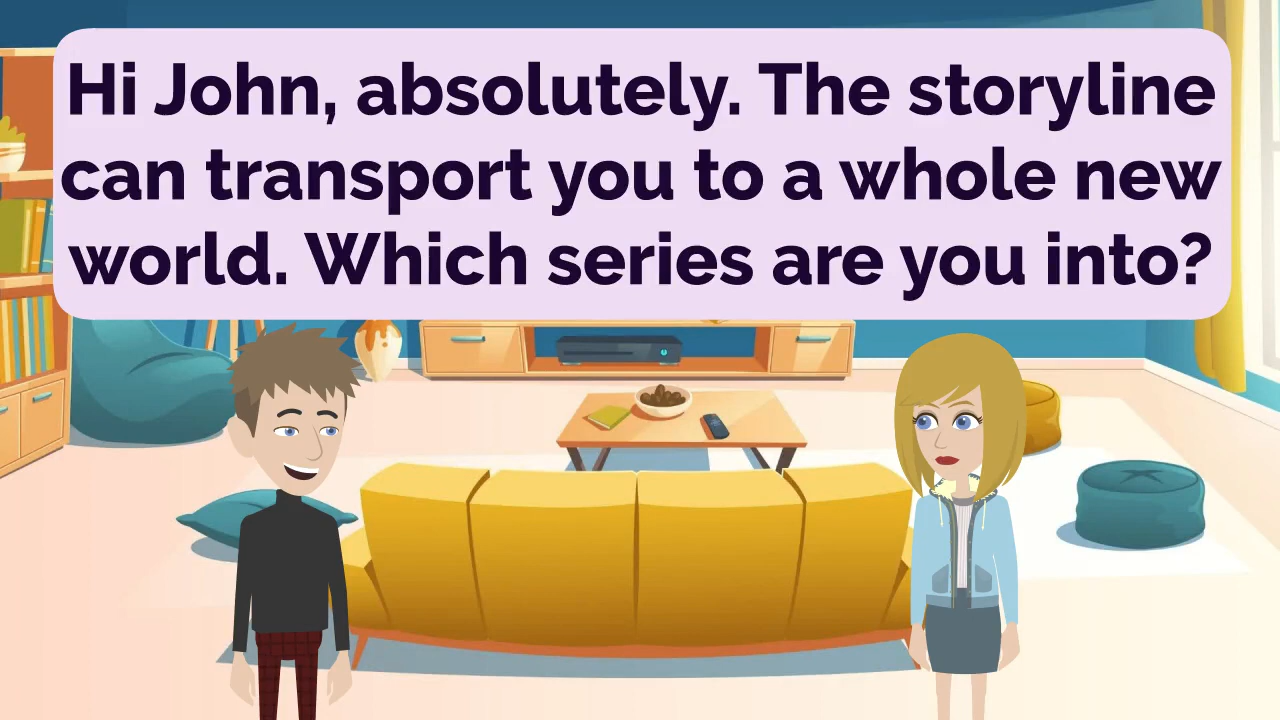 Hi John, absolutely. The storyline
can transport you to a whole new
world. Which series are you into?